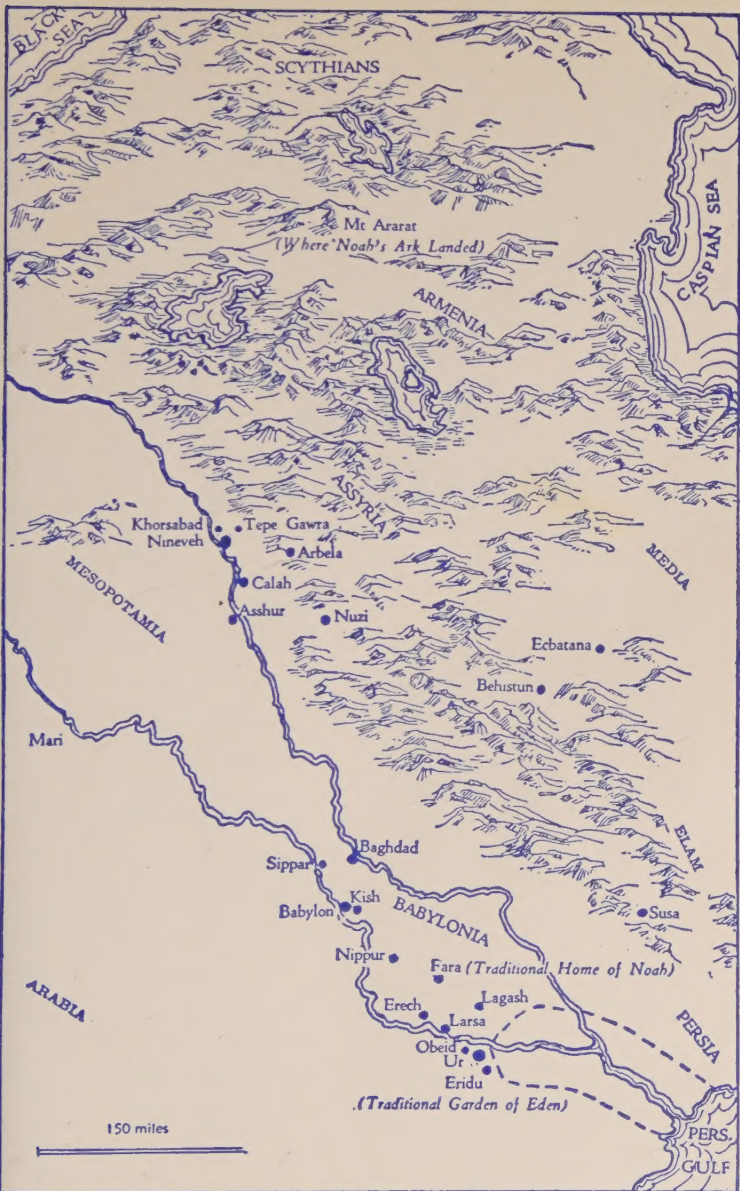 BLACK
SEA
SCYTHIANS
CASPIAN SEA
Mt Ararat
(Where Noah's Ark Landed)
ARMENIA
ASSYRIA
Khorsabad
Tepe Gawra
Nineveh
Arbela
MEDIA
MESOPOTAMIA
Calah
Asshur
Nuzi
Ecbatana
Behistun
Mari
ELAM
Baghdad
Sippar
Kish
Babylon
BABYLONIA
Susa
Nippur
Fara (Traditional Home of Noah)
ARABIA
Lagash
Erech
Larsa
PERSIA
Obeid
Ur
Eridu
(Traditional Garden of Eden)
150 miles
PERS.
GULF